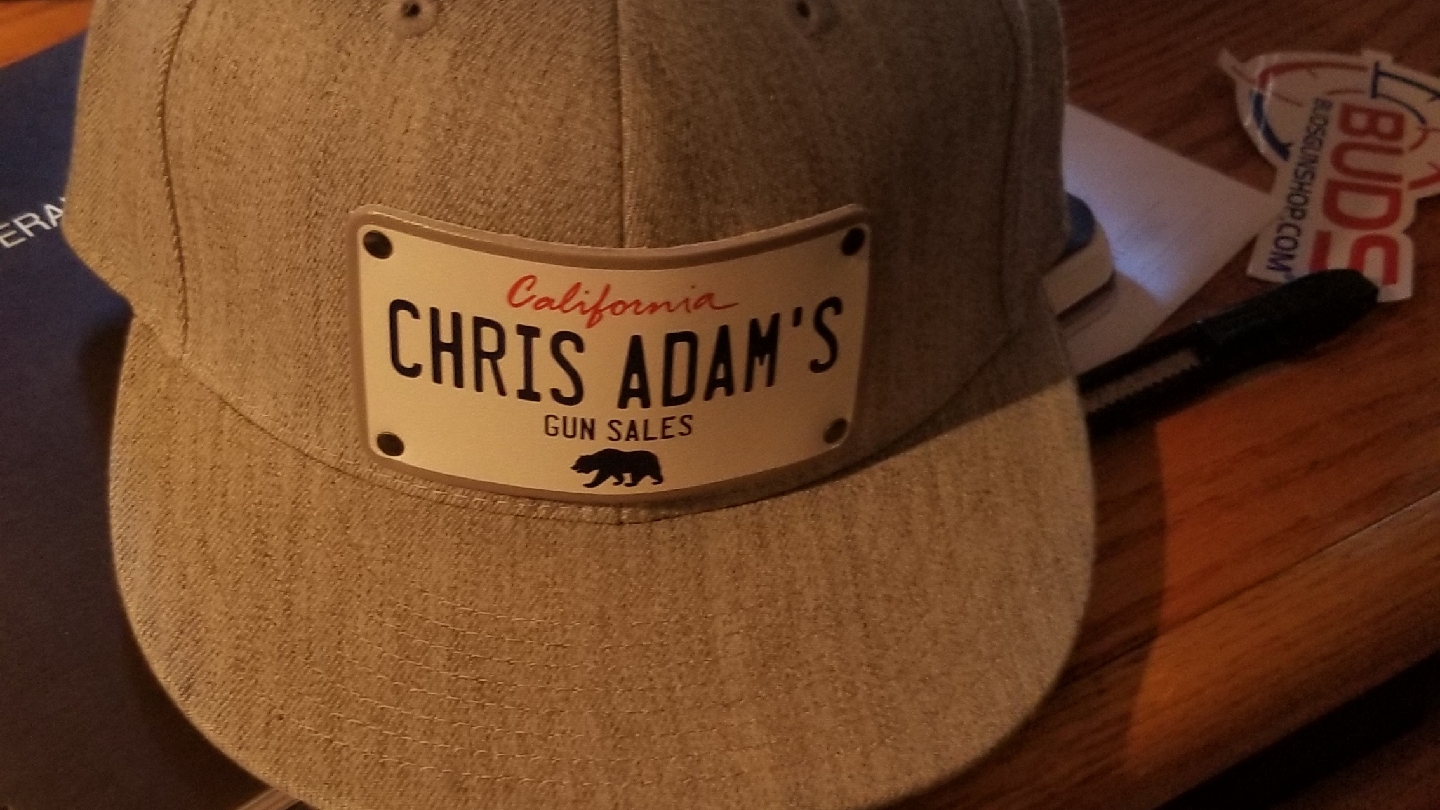 California
CHRIS ADAM'S
GUN SALES
BUDS
BUDSGUNSHOP.COM